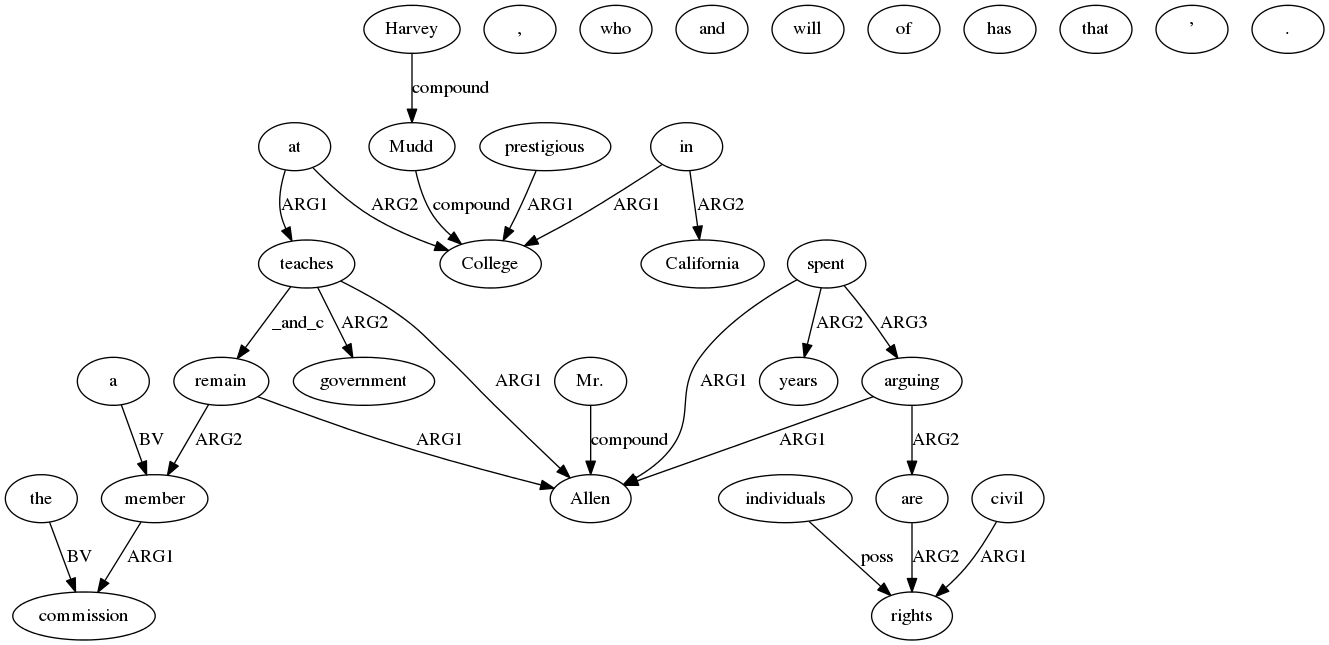 Harvey , who and will of has that ’ .
compound
at Mudd prestigious in
ARG1 ARG2 compound ARG1 ARG1 ARG2
teaches College California spent
_and_c ARG2 ARG1 ARG1 ARG2 ARG3
a remain government Mr. years arguing
BV ARG2 ARG1 compound ARG1 ARG2
the member Allen individuals are civil
BV ARG1 poss ARG2 ARG1
commission rights